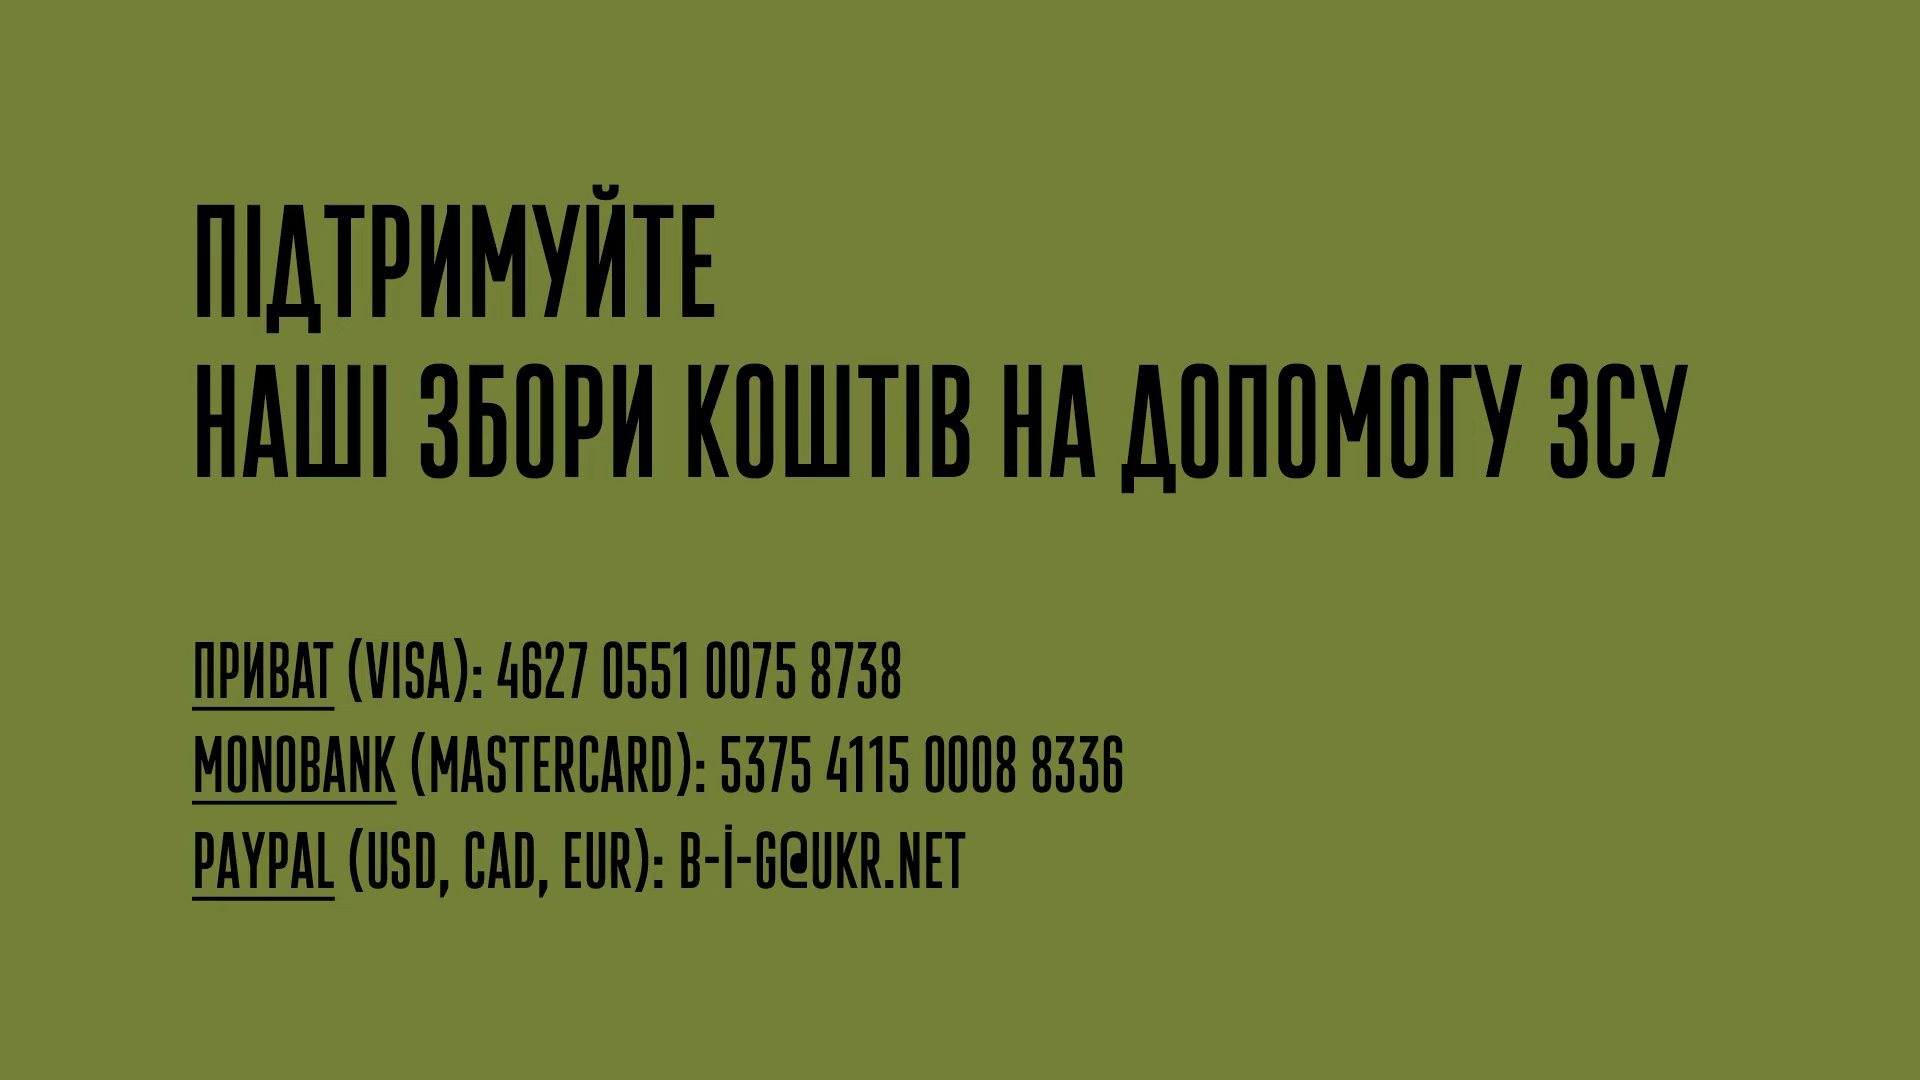 ПІДТРИМУЙТЕ
НАШІ ЗБОРИ КОШТІВ НА ДОПОМОГУ ЗСУ
ПРИВАТ (VISA): 4627 0551 0075 8738
MONOBANK (MASTERCARD): 5375 4115 0008 8336
PAYPAL (USD, CAD, EUR): B-İ-G@UKR.NET